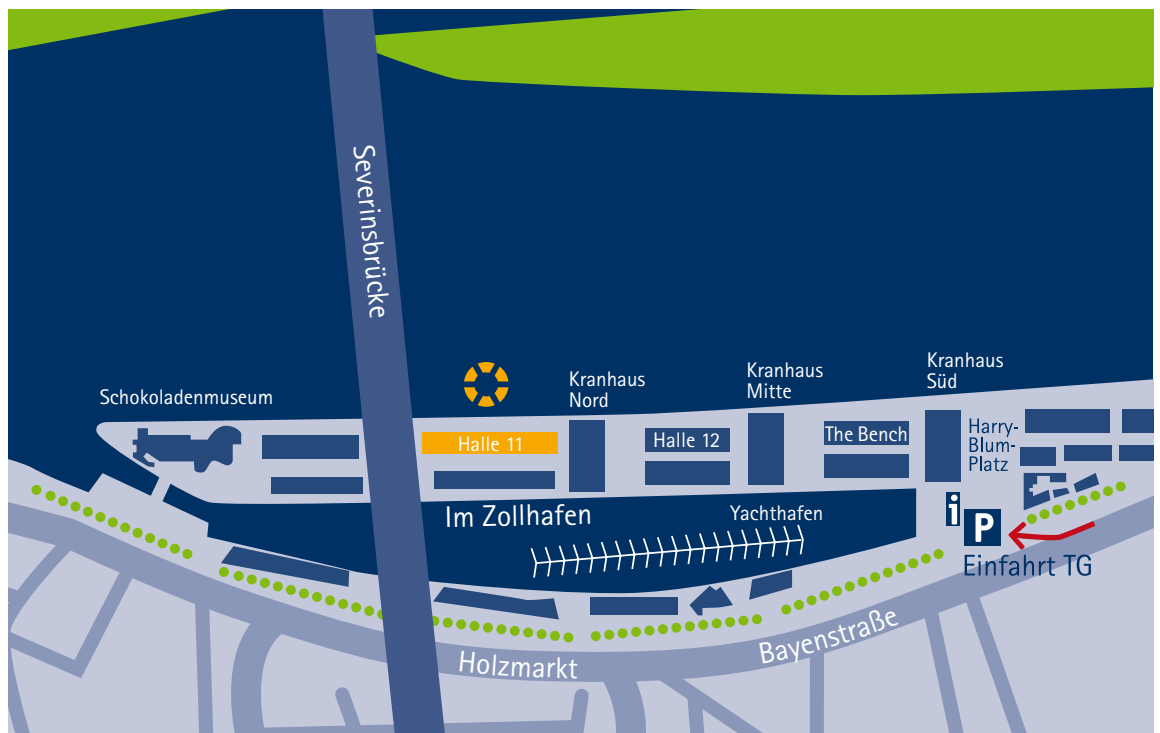 Severinsbrücke
Schokoladenmuseum
Kranhaus
Nord
Kranhaus
Mitte
Kranhaus
Süd
Halle 11
Halle 12
The Bench
Harry-
Blum-
Platz
Im Zollhafen
Yachthafen
i
P
Einfahrt TG
Holzmarkt
Bayenstraße